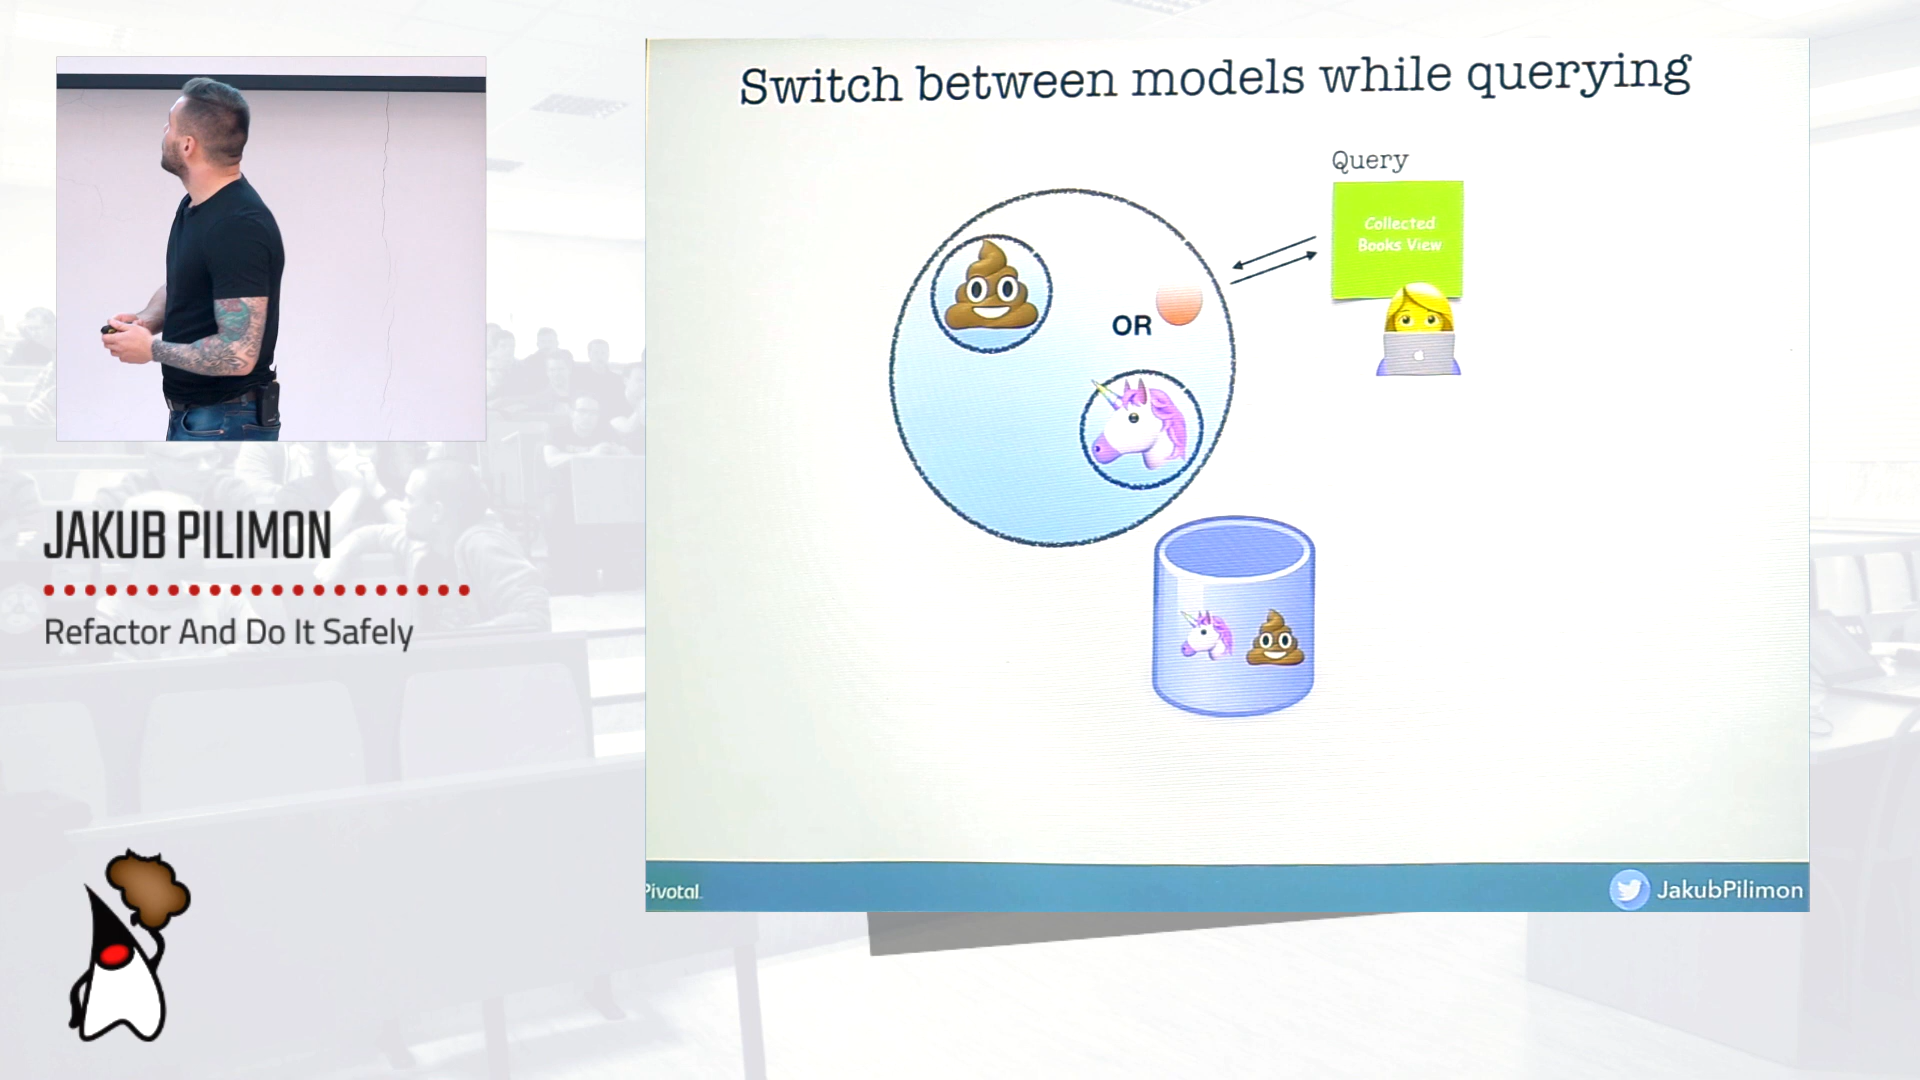 JAKUB PILIMON
Refactor And Do It Safely
Switch between models while querying
Query
Collected
Books View
OR
Pivotal.
JakubPilimon